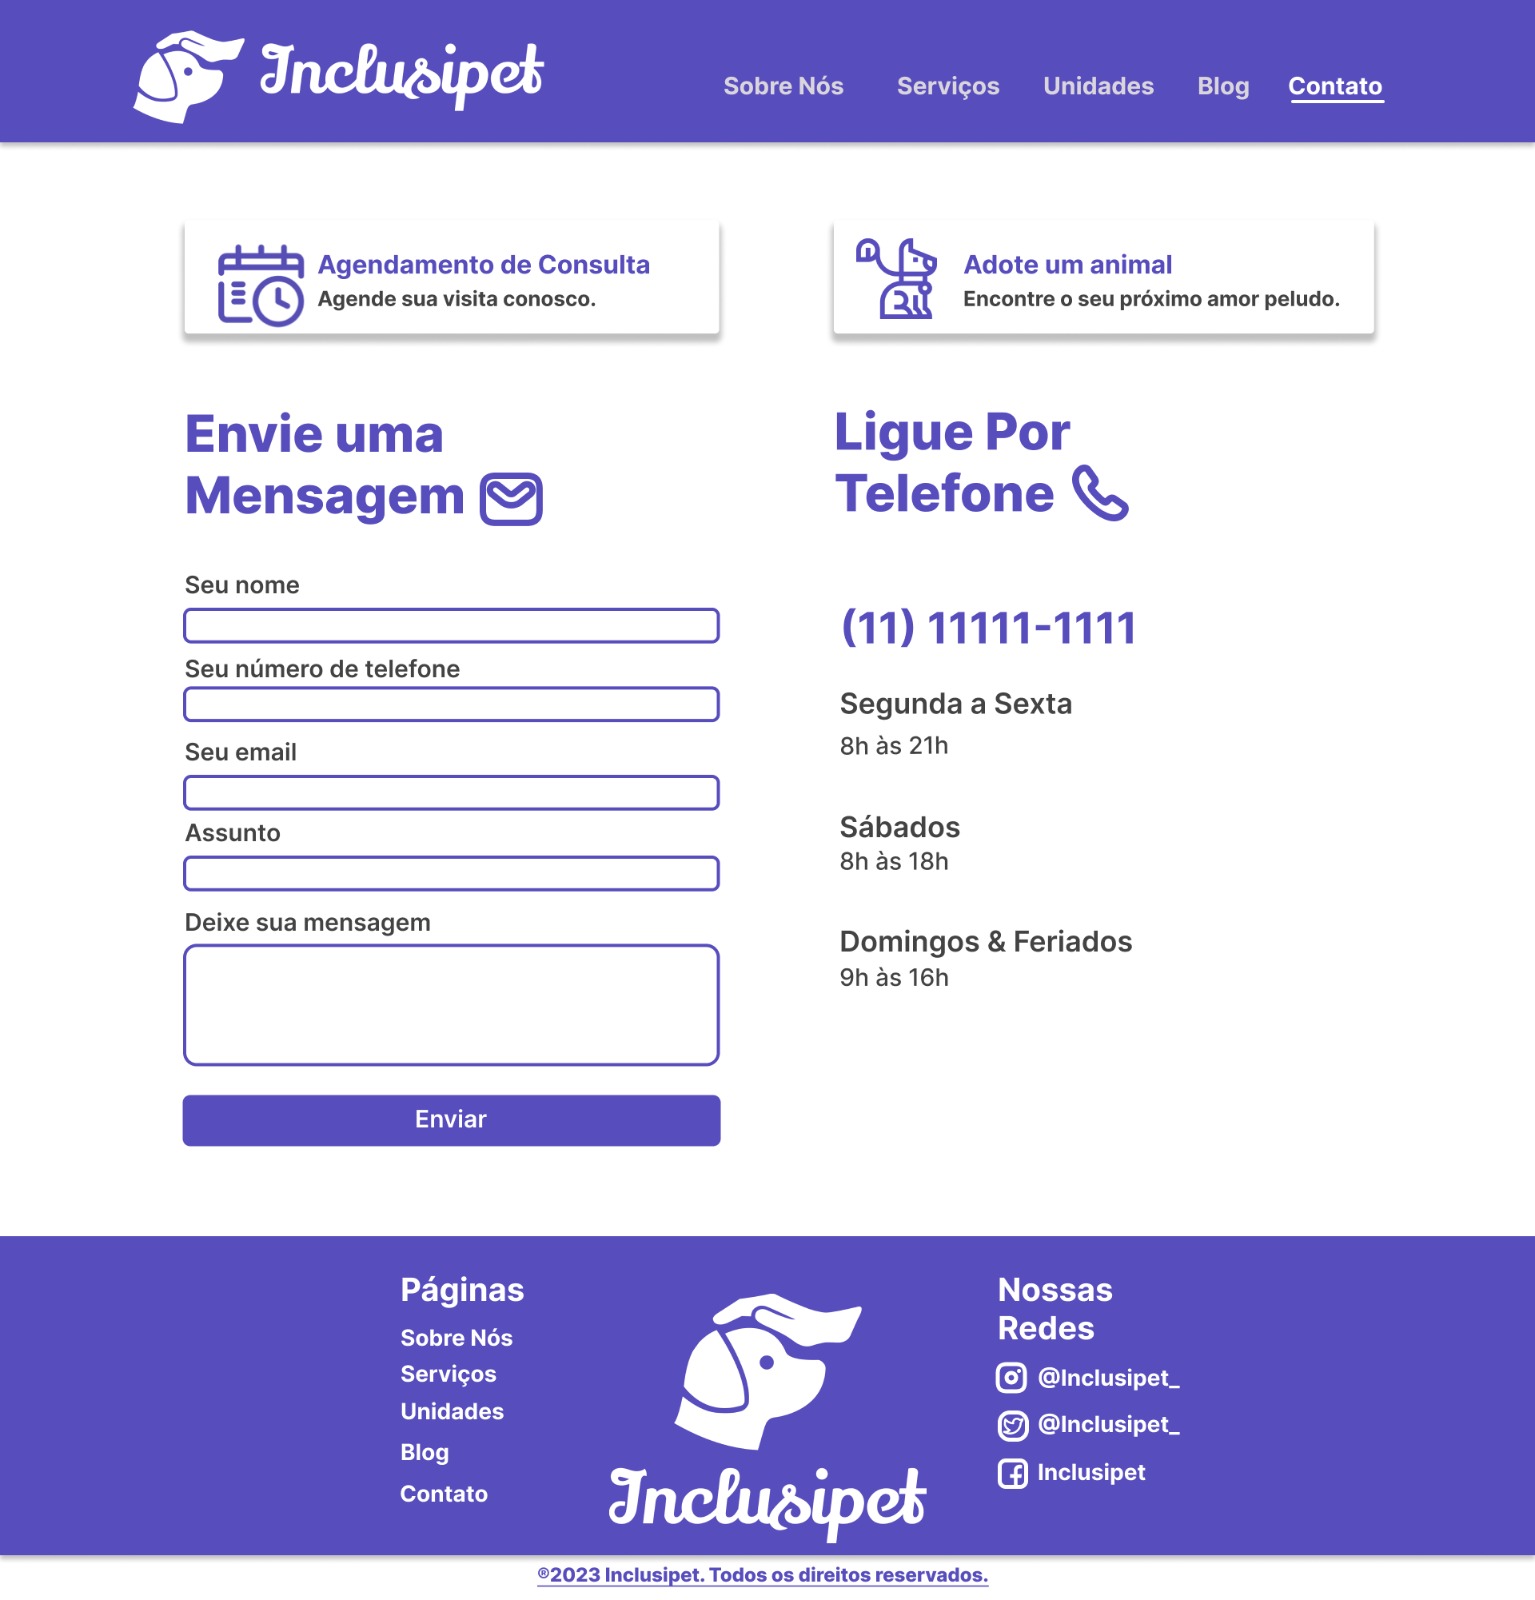 Inclusipet
Sobre Nós Serviços Unidades Blog Contato
Agendamento de Consulta
Agende sua visita conosco.
Adote um animal
Encontre o seu próximo amor peludo.
Envie uma
Mensagem
Seu nome
Seu número de telefone
Seu email
Assunto
Deixe sua mensagem
Enviar
Ligue Por
Telefone
(11) 11111-1111
Segunda a Sexta
8h às 21h
Sábados
8h às 18h
Domingos & Feriados
9h às 16h
Páginas
Sobre Nós
Serviços
Unidades
Blog
Contato
Inclusipet
Nossas
Redes
@Inclusipet_
@Inclusipet_
Inclusipet
®2023 Inclusipet. Todos os direitos reservados.